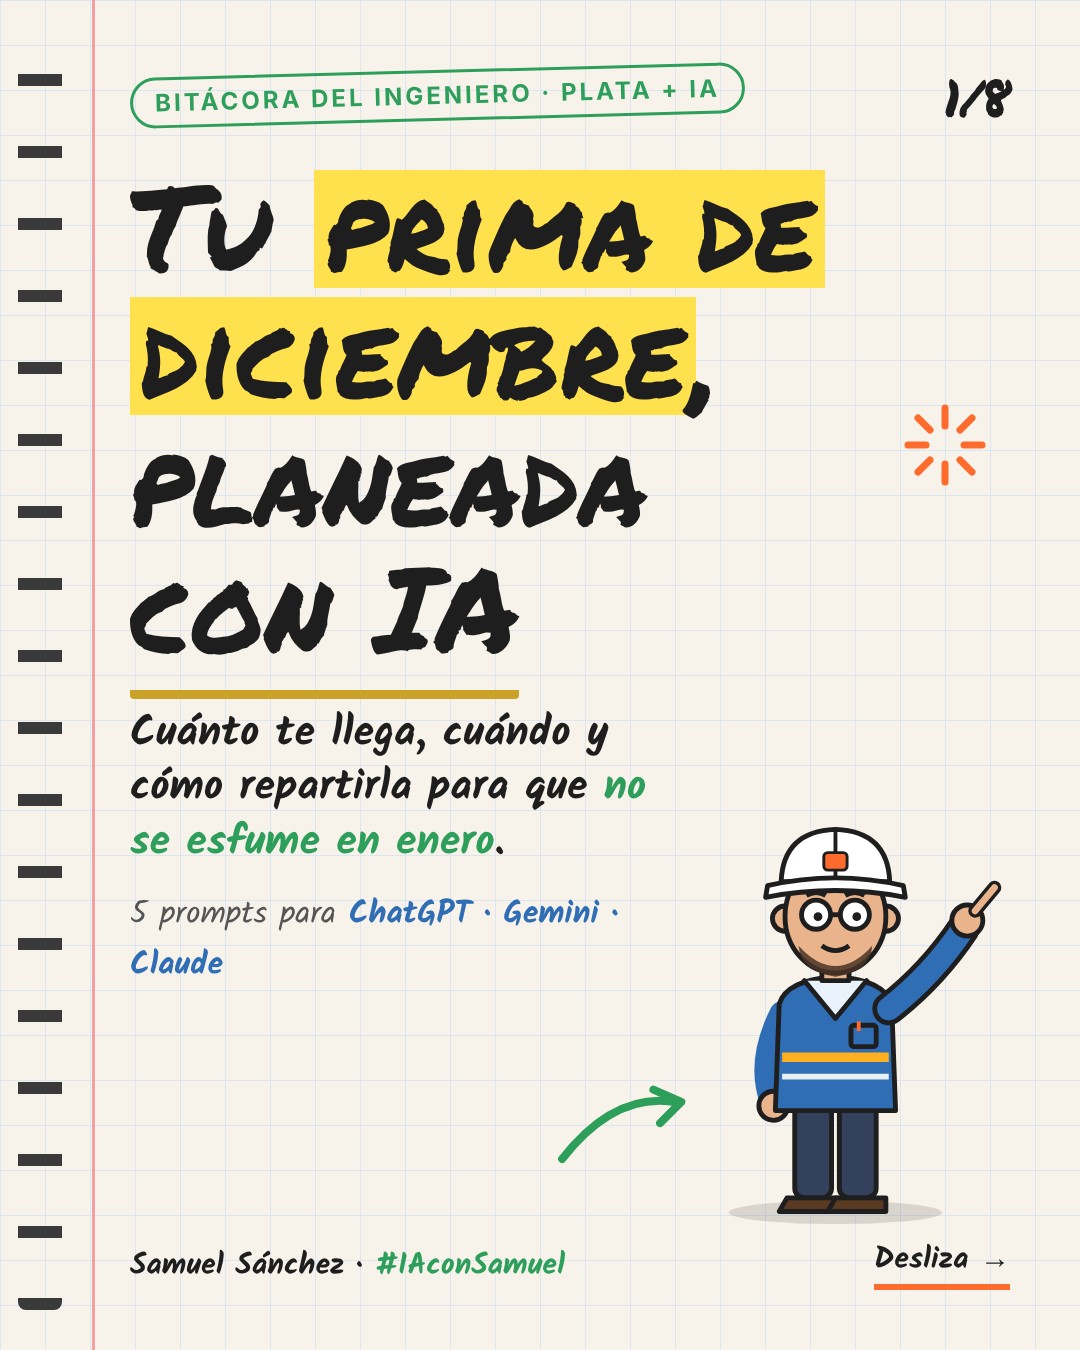 BITÁCORA DEL INGENIERO · PLATA + IA
1/8
Tu PRIMA DE
DICIEMBRE,
PLANEADA
CON IA
Cuánto te llega, cuándo y
cómo repartirla para que no
se esfume en enero.
5 prompts para ChatGPT · Gemini ·
Claude
Samuel Sánchez · #IAconSamuel
Desliza →